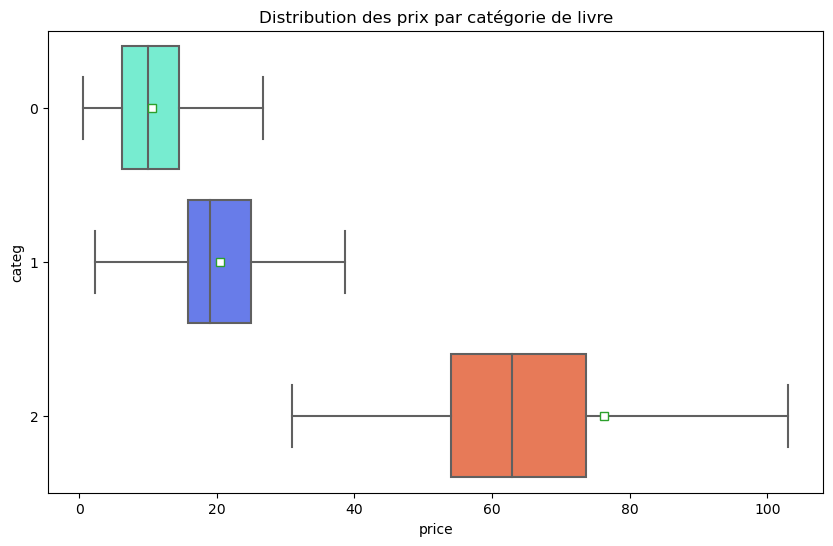 Distribution des prix par catégorie de livre
categ
0
1
2
0 20 40 60 80 100
price